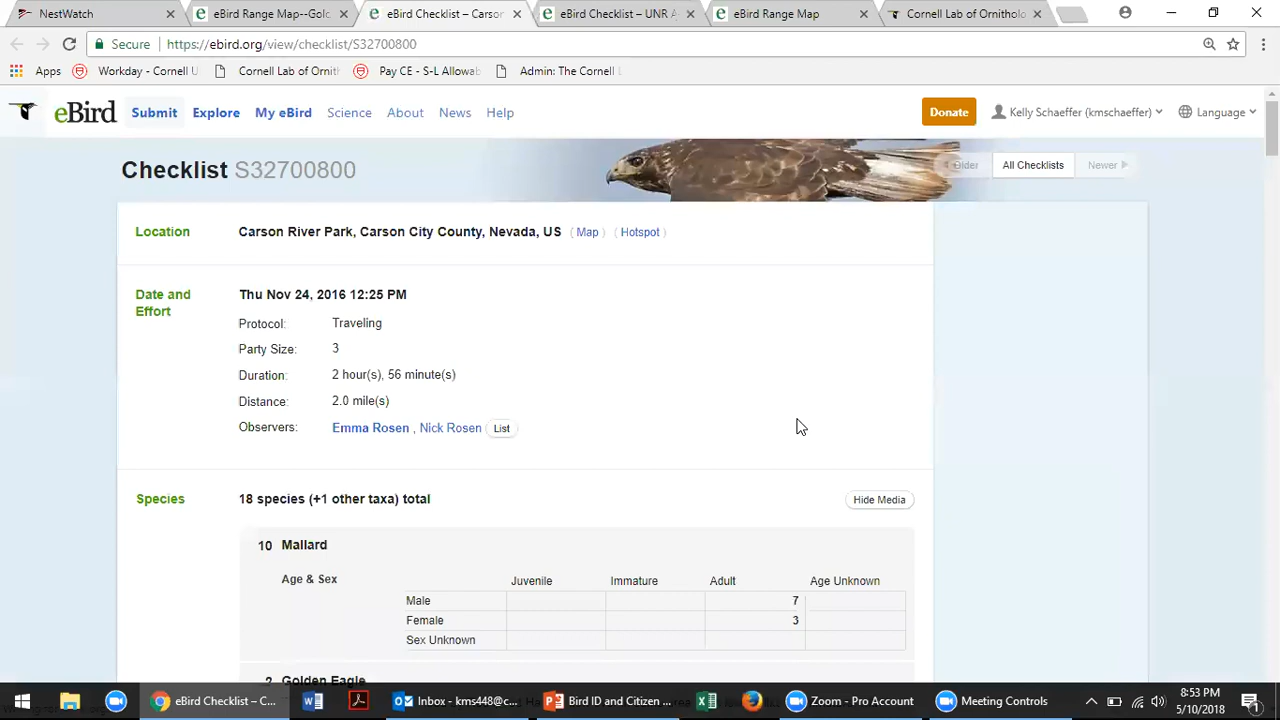 NestWatch
eBird Range Map--Gol
eBird Checklist – Carson
eBird Checklist – UNR A
eBird Range Map
Cornell Lab of Ornitholo
Secure https://ebird.org/view/checklist/S32700800
Apps Workday - Cornell U Cornell Lab of Ornith Pay CE - S-L Allowab Admin: The Cornell L
eBird Submit Explore My eBird Science About News Help Donate Kelly Schaeffer (kmschaeffer) Language
Checklist S32700800
Older All Checklists Newer
Location Carson River Park, Carson City County, Nevada, US ( Map ) ( Hotspot )
Date and Effort Thu Nov 24, 2016 12:25 PM
Protocol: Traveling
Party Size: 3
Duration: 2 hour(s), 56 minute(s)
Distance: 2.0 mile(s)
Observers: Emma Rosen , Nick Rosen List
Species 18 species (+1 other taxa) total Hide Media
10 Mallard
Age & Sex Juvenile Immature Adult Age Unknown
Male 7
Female 3
Sex Unknown
2 Golden Eagle
eBird Checklist – C... Inbox - kms448@c... Bird ID and Citizen ... Zoom - Pro Account Meeting Controls
8:53 PM
5/10/2018
1